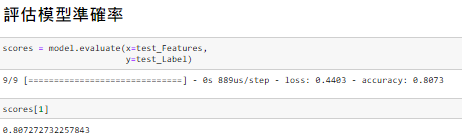 評估模型準確率
scores = model.evaluate(x=test_Features,
y=test_Label)
9/9 [==============================] - 0s 889us/step - loss: 0.4403 - accuracy: 0.8073
scores[1]
0.807272732257843